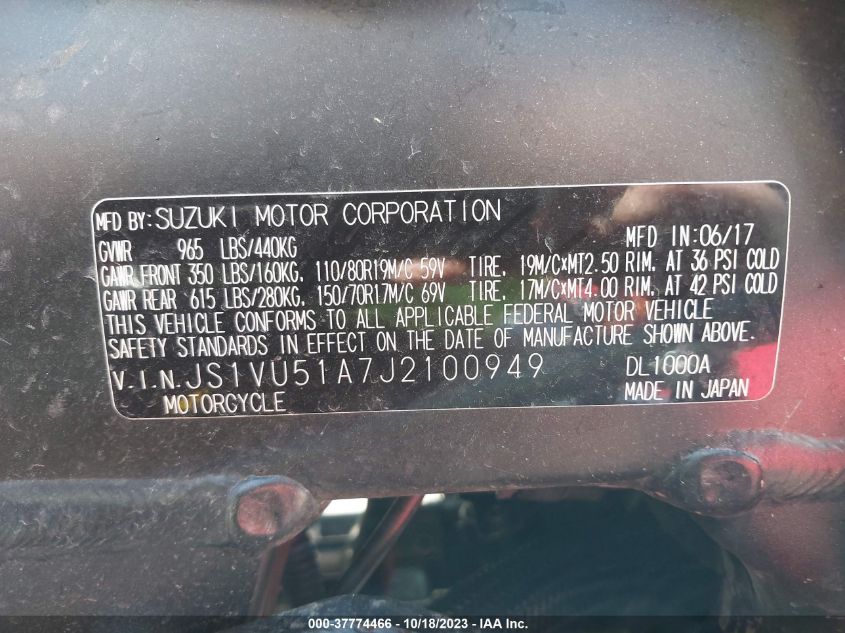 MFD BY: SUZUKI MOTOR CORPORATION
GVWR 965 LBS/440KG MFD IN: 06/17
GAWR FRONT 350 LBS/160KG, 110/80R19M/C 59V TIRE, 19M/C×MT2.50 RIM, AT 36 PSI COLD
GAWR REAR 615 LBS/280KG, 150/70R17M/C 69V TIRE, 17M/C×MT4.00 RIM, AT 42 PSI COLD
THIS VEHICLE CONFORMS TO ALL APPLICABLE FEDERAL MOTOR VEHICLE
SAFETY STANDARDS IN EFFECT ON THE DATE OF MANUFACTURE SHOWN ABOVE.
V.I.N. JS1VU51A7J2100949 DL1000A
MOTORCYCLE MADE IN JAPAN
000-37774466 - 10/18/2023 - IAA Inc.